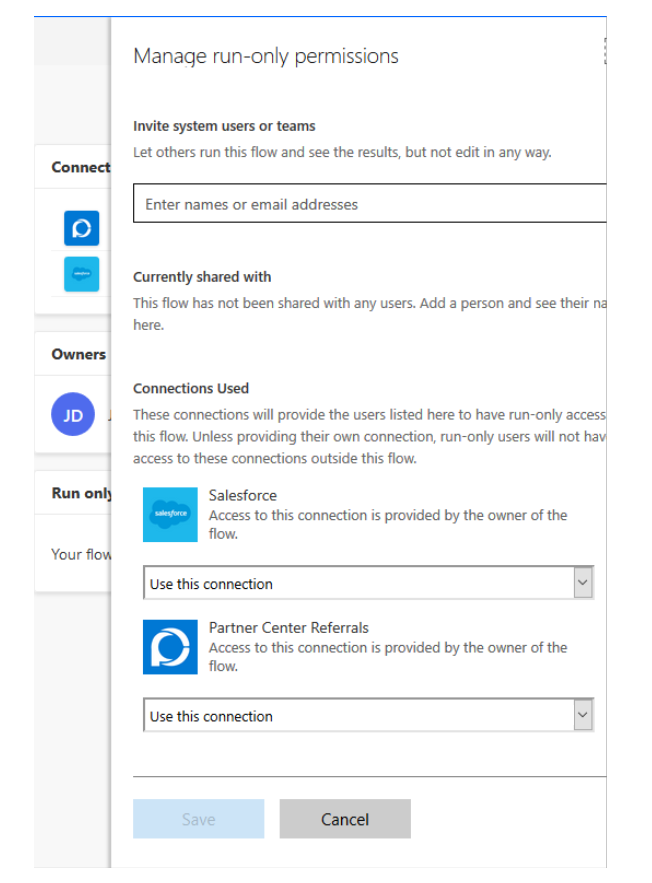 Manage run-only permissions
Invite system users or teams
Let others run this flow and see the results, but not edit in any way.
Enter names or email addresses
Currently shared with
This flow has not been shared with any users. Add a person and see their na
here.
Connections Used
These connections will provide the users listed here to have run-only access
this flow. Unless providing their own connection, run-only users will not hav
access to these connections outside this flow.
salesforce
Salesforce
Access to this connection is provided by the owner of the
flow.
Use this connection
Partner Center Referrals
Access to this connection is provided by the owner of the
flow.
Use this connection
Save
Cancel
Connect
salesforce
Owners
JD
J
Run only
Your flow